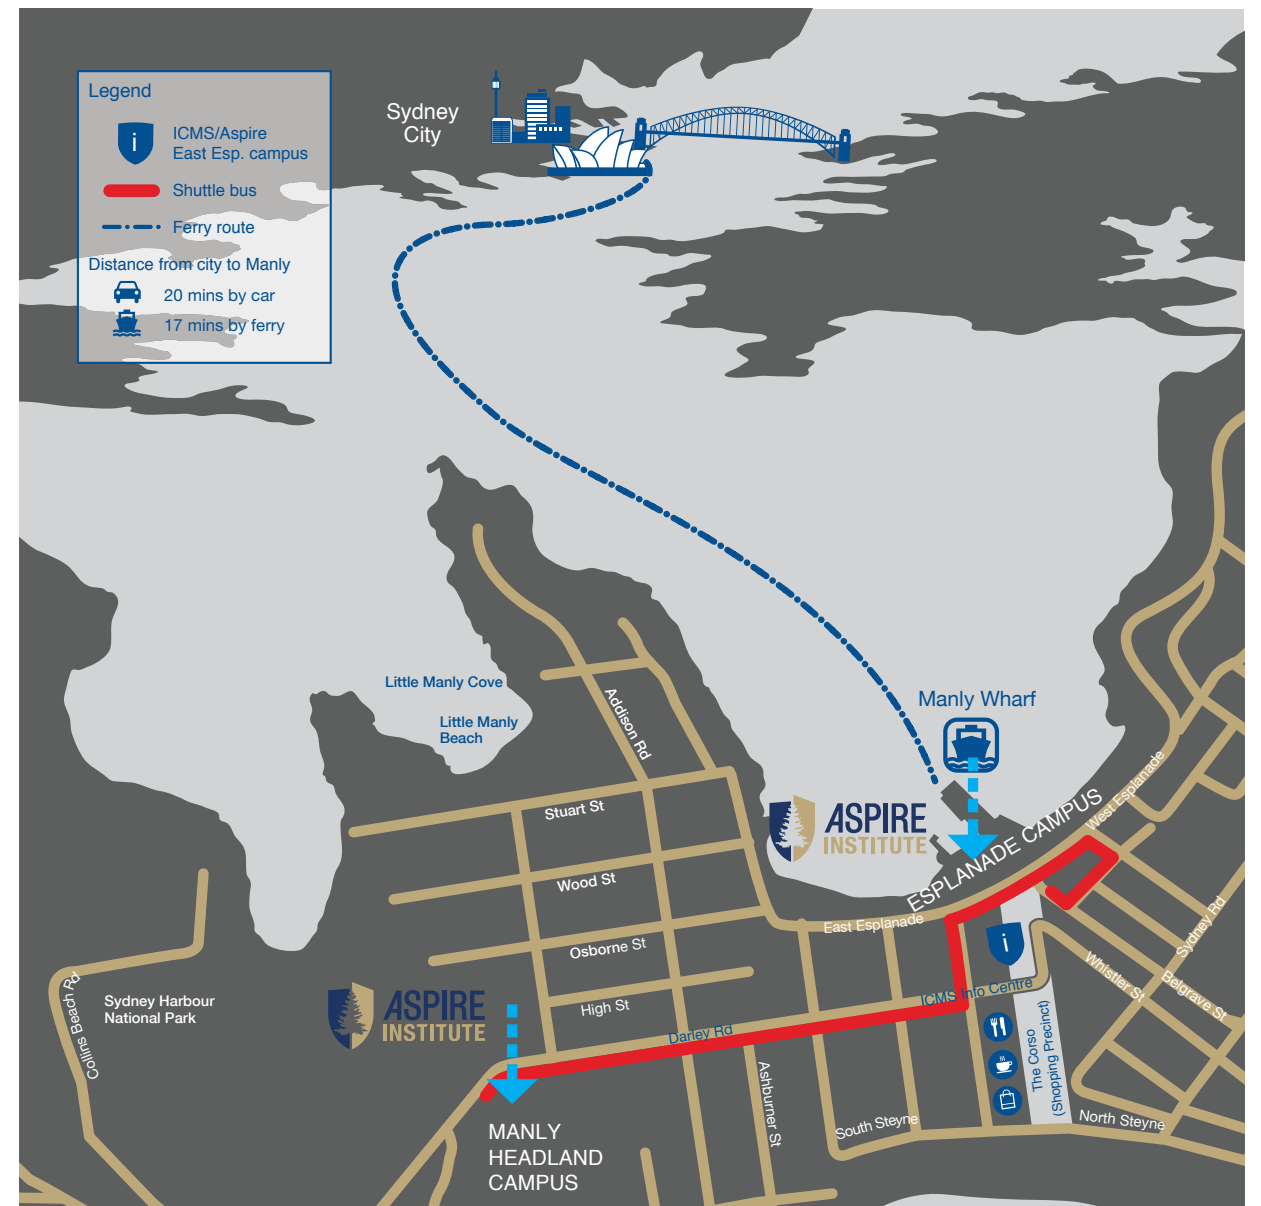 Legend
i
ICMS/Aspire
East Esp. campus
Shuttle bus
Ferry route
Distance from city to Manly
20 mins by car
17 mins by ferry
Sydney
City
Little Manly Cove
Little Manly
Beach
Addison Rd
Manly Wharf
ASPIRE
INSTITUTE
ESPLANADE CAMPUS
West Esplanade
Stuart St
Wood St
East Esplanade
Osborne St
High St
i
Sydney Rd
Whistler St
Belgrave St
ICMS Info Centre
Collins Beach Rd
Sydney Harbour
National Park
ASPIRE
INSTITUTE
Darley Rd
The Corso
(Shopping Precinct)
Ashburner St
South Steyne
North Steyne
MANLY
HEADLAND
CAMPUS